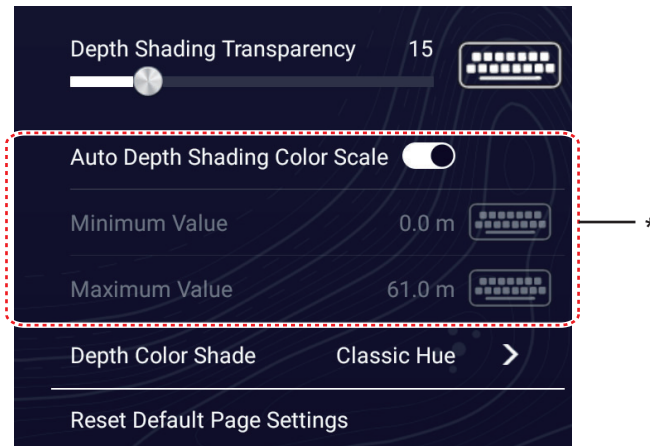 Depth Shading Transparency 15
Auto Depth Shading Color Scale
Minimum Value 0.0 m
*
Maximum Value 61.0 m
Depth Color Shade Classic Hue
Reset Default Page Settings